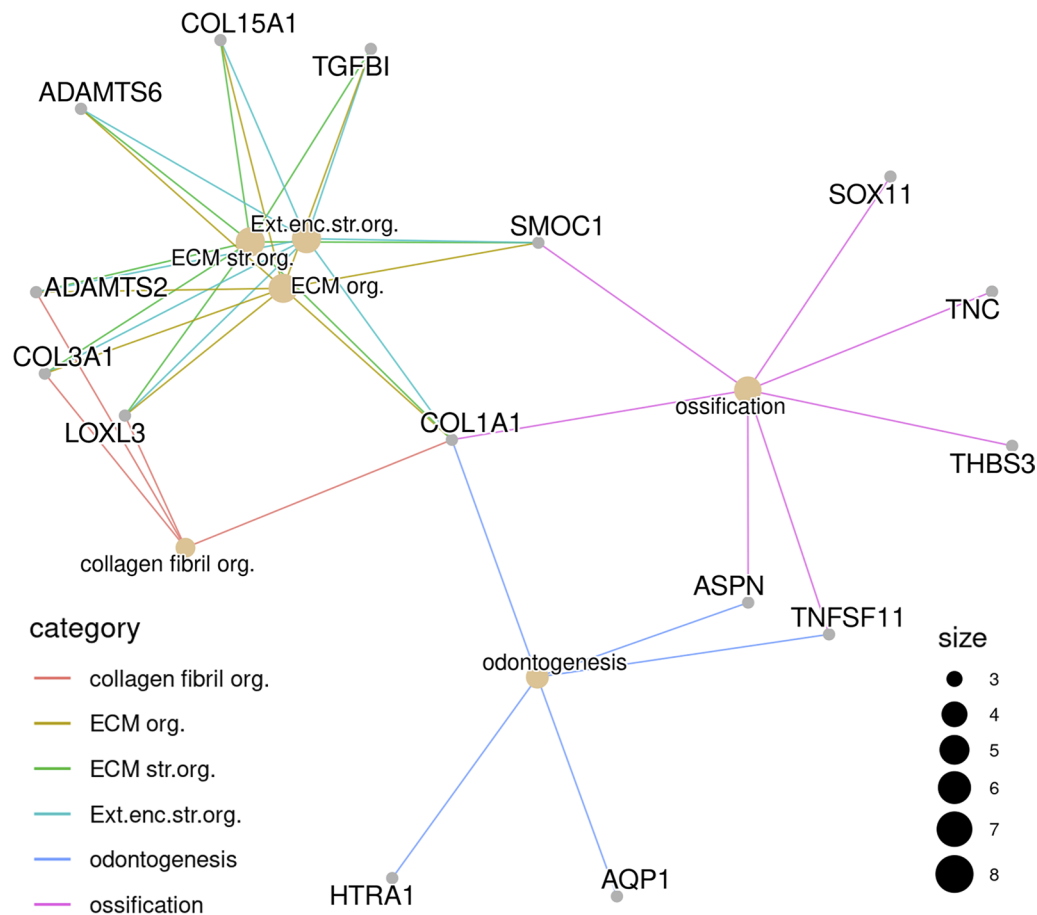 COL15A1
TGFBI
ADAMTS6
SOX11
SMOC1
Ext.enc.str.org.
ECM str.org.
ECM org.
ADAMTS2
TNC
COL3A1
ossification
COL1A1
LOXL3
THBS3
collagen fibril org.
ASPN
TNFSF11
odontogenesis
HTRA1
AQP1
category
collagen fibril org.
ECM org.
ECM str.org.
Ext.enc.str.org.
odontogenesis
ossification
size
3
4
5
6
7
8